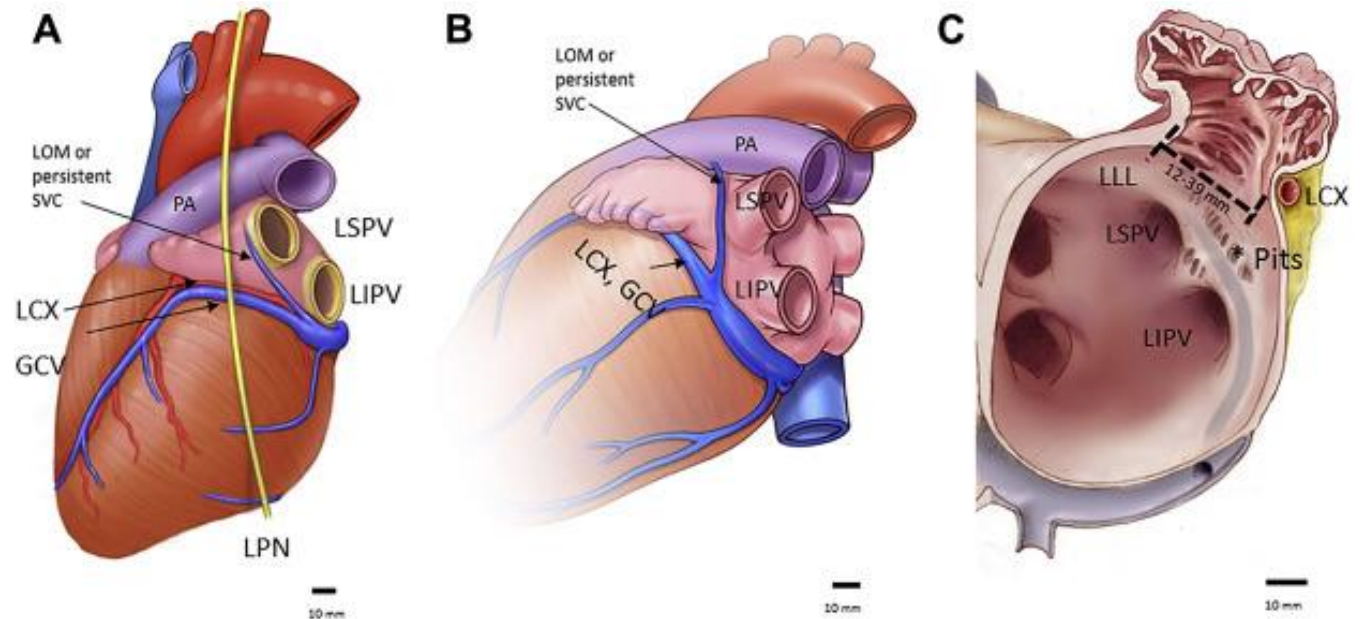 A
LOM or
persistent
SVC
PA
LSPV
LIPV
LCX
GCV
LPN
10 mm
B
LOM or
persistent
SVC
PA
LSPV
LCX, GCV
LIPV
10 mm
C
LLL
12-39 mm
LCX
LSPV
* Pits
LIPV
10 mm